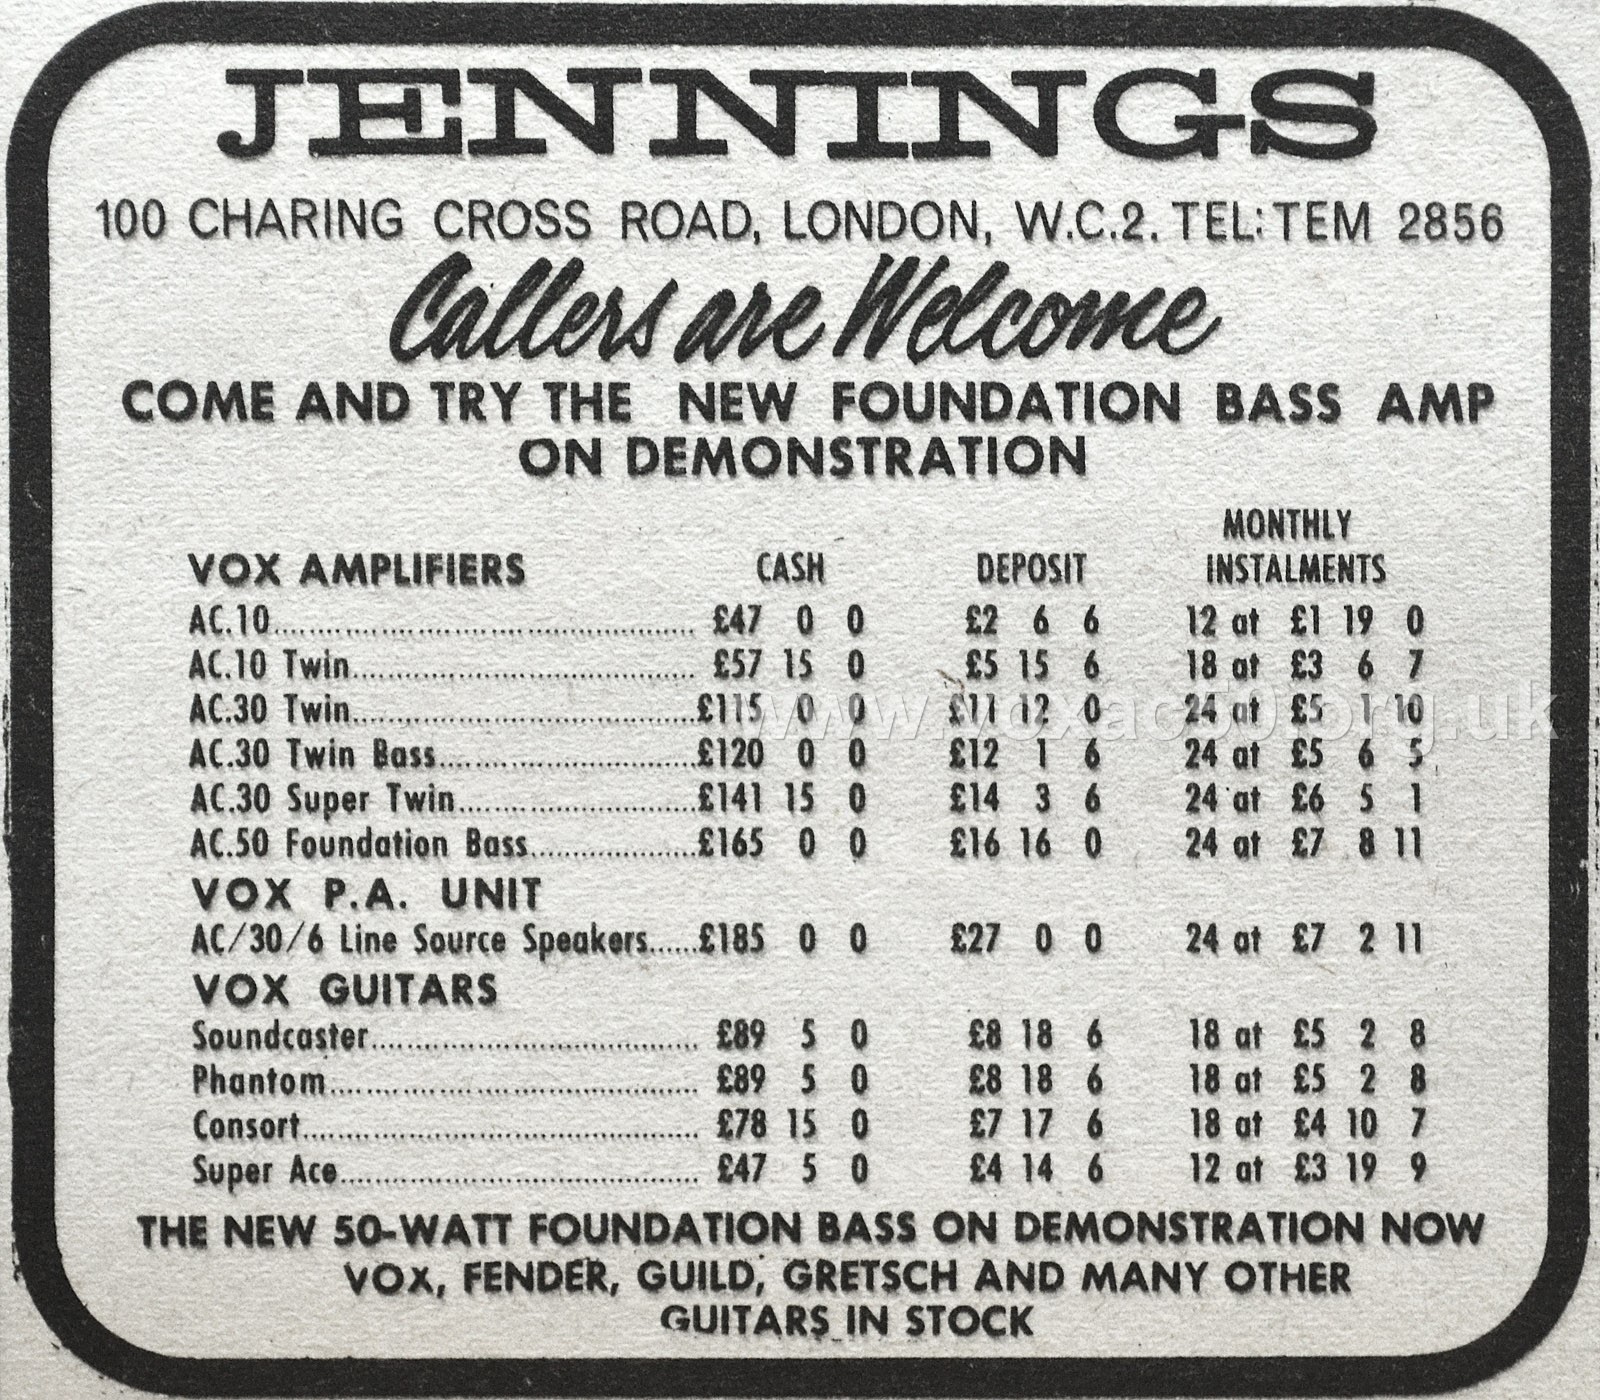 JENNINGS
100 CHARING CROSS ROAD, LONDON, W.C.2. TEL: TEM 2856
Callers are Welcome
COME AND TRY THE NEW FOUNDATION BASS AMP
ON DEMONSTRATION
MONTHLY
VOX AMPLIFIERS CASH DEPOSIT INSTALMENTS
AC.10 £47 0 0 £2 6 6 12 at £1 19 0
AC.10 Twin £57 15 0 £5 15 6 18 at £3 6 7
AC.30 Twin £115 0 0 £11 12 0 24 at £5 1 10
www.voxac50.org.uk
AC.30 Twin Bass £120 0 0 £12 1 6 24 at £5 6 5
AC.30 Super Twin £141 15 0 £14 3 6 24 at £6 5 1
AC.50 Foundation Bass £165 0 0 £16 16 0 24 at £7 8 11
VOX P.A. UNIT
AC/30/6 Line Source Speakers £185 0 0 £27 0 0 24 at £7 2 11
VOX GUITARS
Soundcaster £89 5 0 £8 18 6 18 at £5 2 8
Phantom £89 5 0 £8 18 6 18 at £5 2 8
Consort £78 15 0 £7 17 6 18 at £4 10 7
Super Ace £47 5 0 £4 14 6 12 at £3 19 9
THE NEW 50-WATT FOUNDATION BASS ON DEMONSTRATION NOW
VOX, FENDER, GUILD, GRETSCH AND MANY OTHER
GUITARS IN STOCK